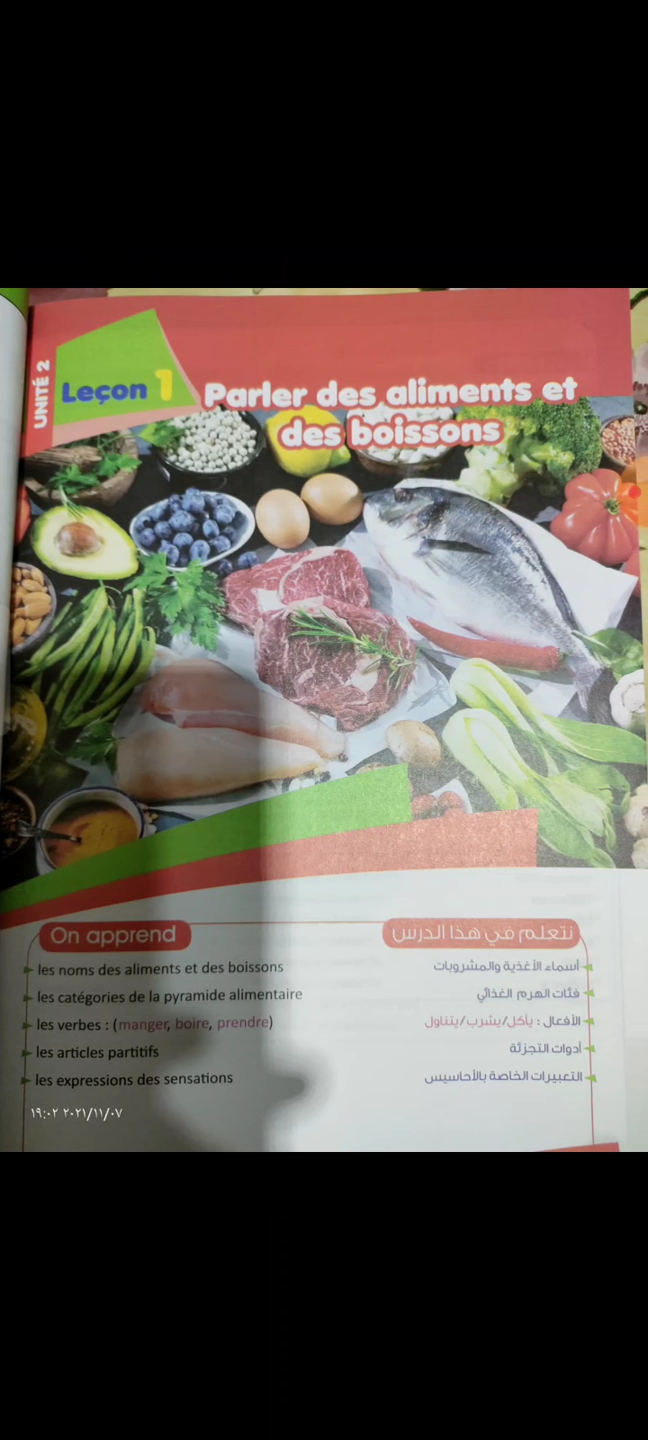 UNITÉ 2
Leçon 1
Parler des aliments et
des boissons
On apprend
les noms des aliments et des boissons
les catégories de la pyramide alimentaire
les verbes : (manger, boire, prendre)
les articles partitifs
les expressions des sensations
نتعلم في هذا الدرس
أسماء الأغذية والمشروبات
فئات الهرم الغذائي
الأفعال : يأكل/يشرب/يتناول
أدوات التجزئة
التعبيرات الخاصة بالأحاسيس
١٩:٠٢ ٢٠٢١/١١/٠٧